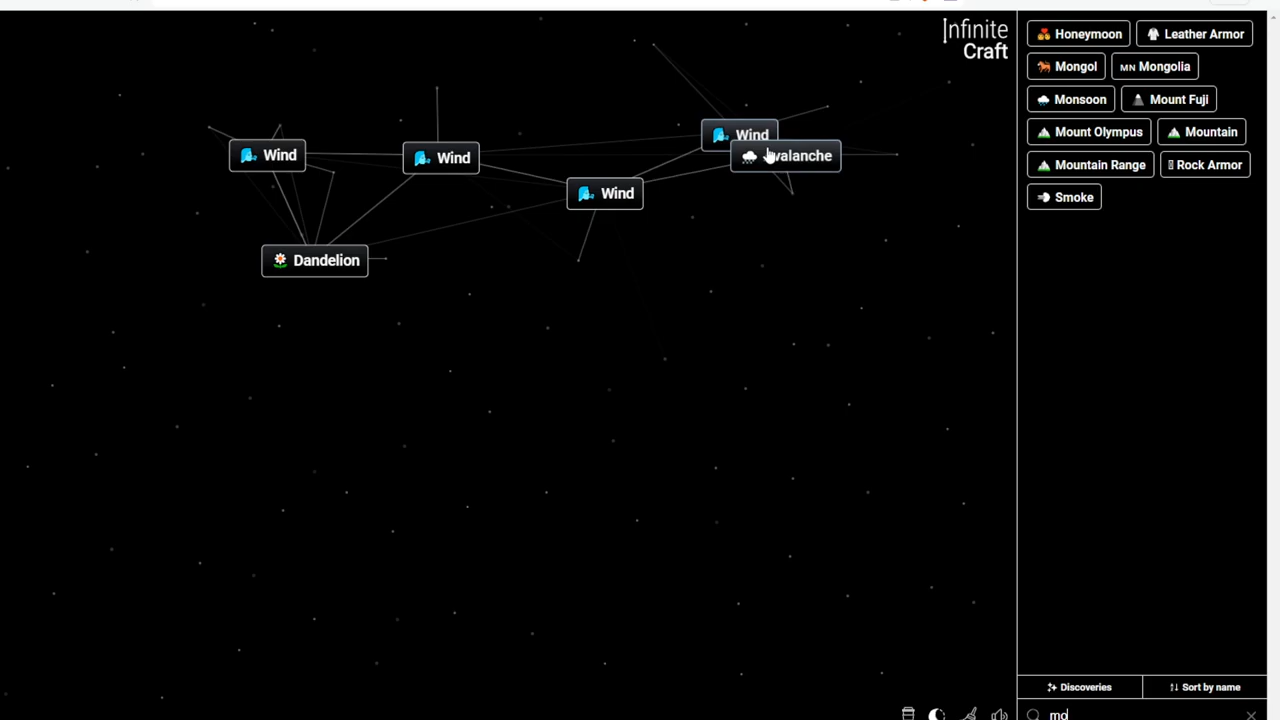 Infinite
Craft
Wind
Wind
Wind
Wind
valanche
Dandelion
Honeymoon
Leather Armor
Mongol
MN Mongolia
Monsoon
Mount Fuji
Mount Olympus
Mountain
Mountain Range
Rock Armor
Smoke
Discoveries
Sort by name
mo